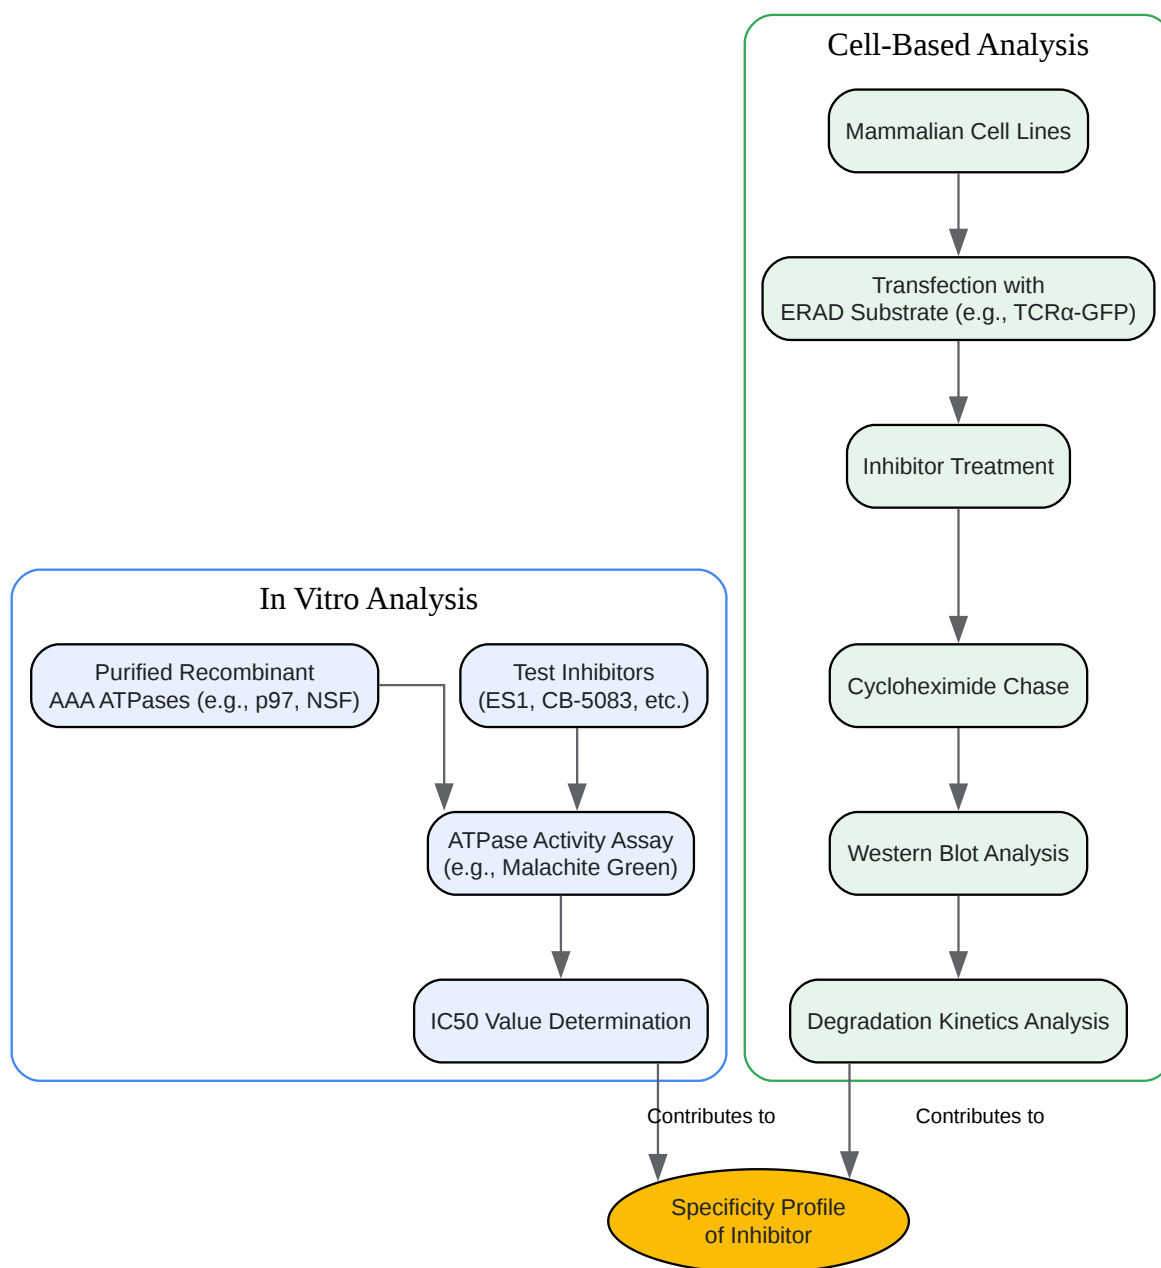 Cell-Based Analysis
Mammalian Cell Lines
Transfection with
ERAD Substrate (e.g., TCRα-GFP)
Inhibitor Treatment
In Vitro Analysis
Purified Recombinant
AAA ATPases (e.g., p97, NSF)
Test Inhibitors
(ES1, CB-5083, etc.)
Cycloheximide Chase
ATPase Activity Assay
(e.g., Malachite Green)
Western Blot Analysis
IC50 Value Determination
Degradation Kinetics Analysis
Contributes to
Contributes to
Specificity Profile
of Inhibitor